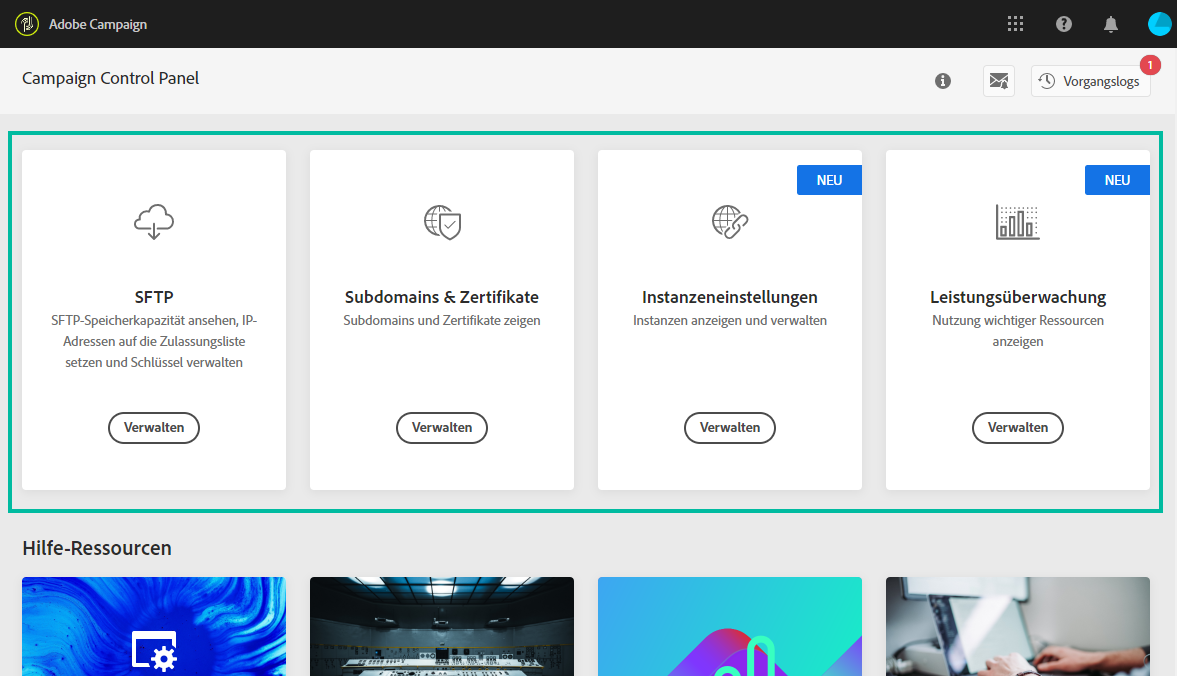 Adobe Campaign
Campaign Control Panel
1
Vorgangslogs
SFTP
SFTP-Speicherkapazität ansehen, IP-
Adressen auf die Zulassungsliste
setzen und Schlüssel verwalten
Verwalten
Subdomains & Zertifikate
Subdomains und Zertifikate zeigen
Verwalten
NEU
Instanzeneinstellungen
Instanzen anzeigen und verwalten
Verwalten
NEU
Leistungsüberwachung
Nutzung wichtiger Ressourcen
anzeigen
Verwalten
Hilfe-Ressourcen